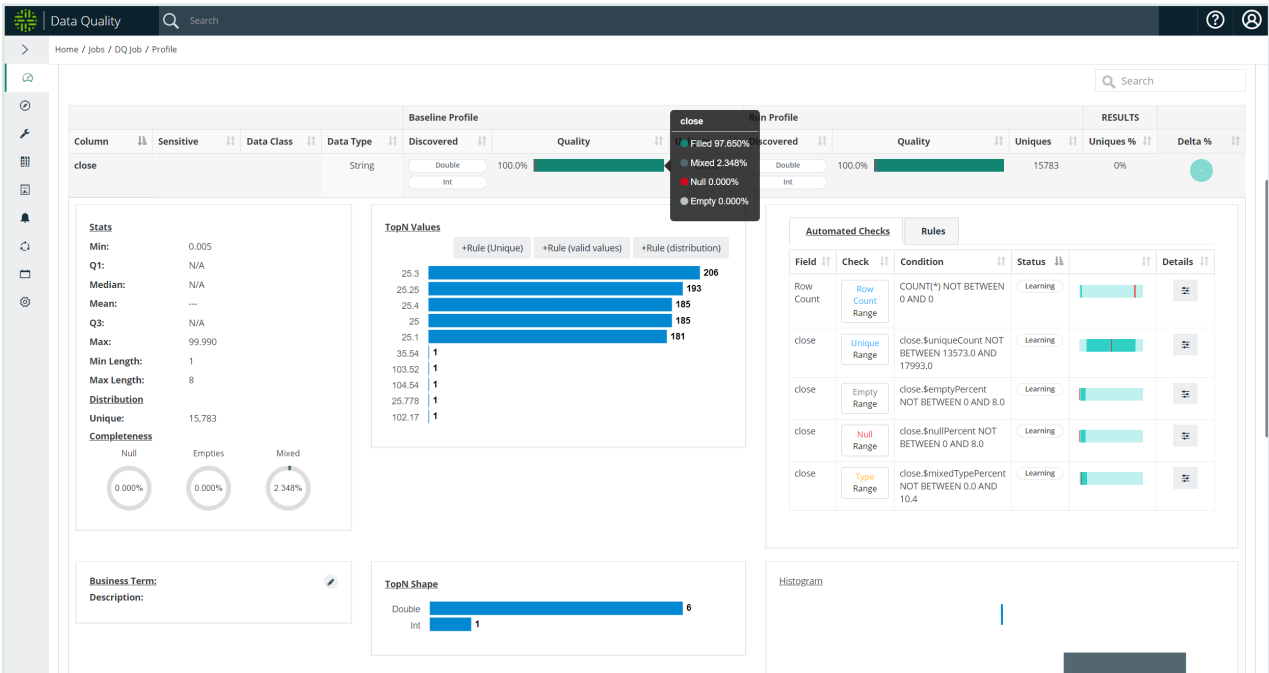 Data Quality
Search
Home / Jobs / DQ Job / Profile
Search
Baseline Profile
Run Profile
RESULTS
Column
Sensitive
Data Class
Data Type
Discovered
Quality
Quality
Uniques
Uniques %
Delta %
close
String
Double
Int
100.0%
Double
Int
100.0%
15783
0%
close
Filled 97.650%
Mixed 2.348%
Null 0.000%
Empty 0.000%
Stats
Min: 0.005
Q1: N/A
Median: N/A
Mean: ---
Q3: N/A
Max: 99.990
Min Length: 1
Max Length: 8
Distribution
Unique: 15,783
Completeness
Null Empties Mixed
0.000% 0.000% 2.348%
TopN Values
+Rule (Unique) +Rule (valid values) +Rule (distribution)
25.3 206
25.25 193
25.4 185
25 185
25.1 181
35.54 1
103.52 1
104.54 1
25.778 1
102.17 1
Automated Checks Rules
Field Check Condition Status Details
Row
Count
Row
Count
Range
COUNT(*) NOT BETWEEN
0 AND 0
Learning
close
Unique
Range
close.$uniqueCount NOT
BETWEEN 13573.0 AND
17993.0
Learning
close
Empty
Range
close.$emptyPercent
NOT BETWEEN 0 AND 8.0
Learning
close
Null
Range
close.$nullPercent NOT
BETWEEN 0 AND 8.0
Learning
close
Type
Range
close.$mixedTypePercent
NOT BETWEEN 0.0 AND
10.4
Learning
Business Term:
Description:
TopN Shape
Double 6
Int 1
Histogram